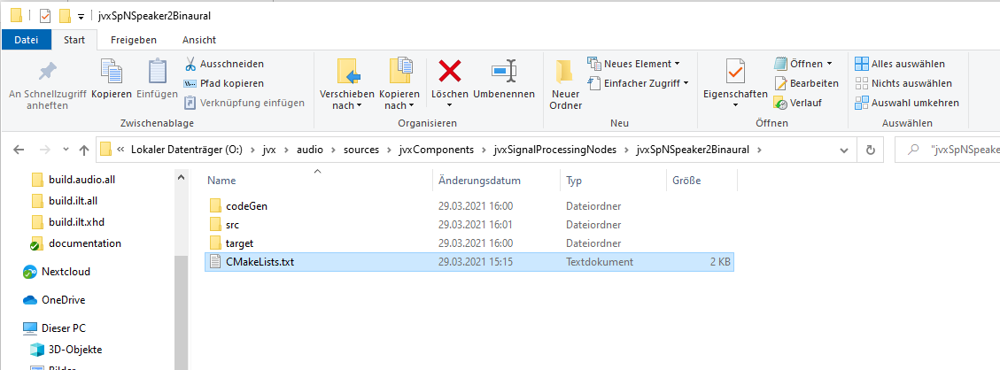 jvxSpNSpeaker2Binaural
Datei Start Freigeben Ansicht
An Schnellzugriff anheften
Kopieren
Einfügen
Ausschneiden
Pfad kopieren
Verknüpfung einfügen
Zwischenablage
Verschieben nach
Kopieren nach
Löschen
Umbenennen
Organisieren
Neuer Ordner
Neues Element
Einfacher Zugriff
Neu
Eigenschaften
Öffnen
Bearbeiten
Verlauf
Öffnen
Alles auswählen
Nichts auswählen
Auswahl umkehren
Auswählen
« Lokaler Datenträger (O:) › jvx › audio › sources › jvxComponents › jvxSignalProcessingNodes › jvxSpNSpeaker2Binaural ›
"jvxSpNSpeake
build.audio.all
build.ilt.all
build.ilt.xhd
documentation
Nextcloud
OneDrive
Dieser PC
3D-Objekte
Bilder
Name Änderungsdatum Typ Größe
codeGen 29.03.2021 16:00 Dateiordner
src 29.03.2021 16:01 Dateiordner
target 29.03.2021 16:00 Dateiordner
CMakeLists.txt 29.03.2021 15:15 Textdokument 2 KB